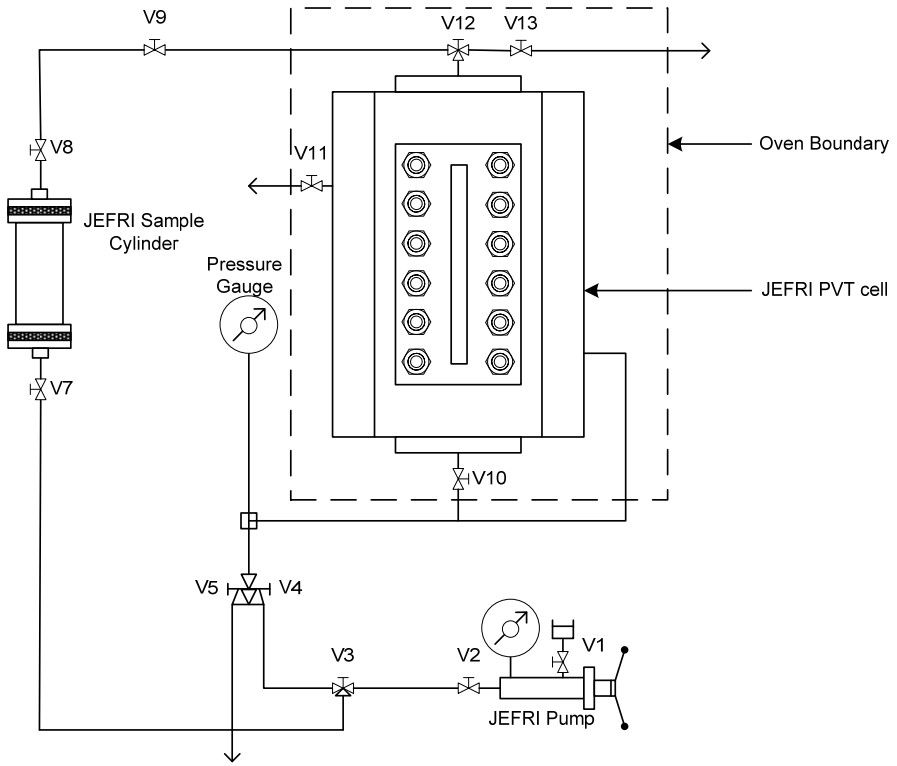 V9
V12
V13
V8
Oven Boundary
V11
JEFRI Sample
Cylinder
Pressure
Gauge
JEFRI PVT cell
V7
V10
V5
V4
V1
V3
V2
JEFRI Pump